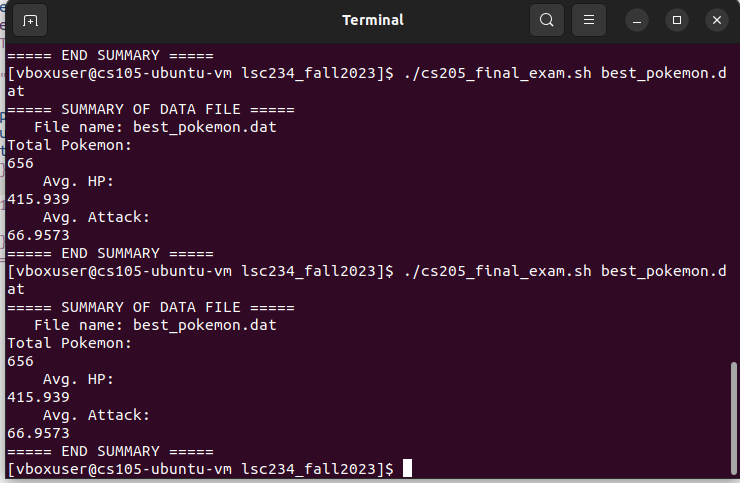 Terminal
===== END SUMMARY =====
[vboxuser@cs105-ubuntu-vm lsc234_fall2023]$ ./cs205_final_exam.sh best_pokemon.d
at
===== SUMMARY OF DATA FILE =====
   File name: best_pokemon.dat
Total Pokemon:
656
    Avg. HP:
415.939
    Avg. Attack:
66.9573
===== END SUMMARY =====
[vboxuser@cs105-ubuntu-vm lsc234_fall2023]$ ./cs205_final_exam.sh best_pokemon.d
at
===== SUMMARY OF DATA FILE =====
   File name: best_pokemon.dat
Total Pokemon:
656
    Avg. HP:
415.939
    Avg. Attack:
66.9573
===== END SUMMARY =====
[vboxuser@cs105-ubuntu-vm lsc234_fall2023]$